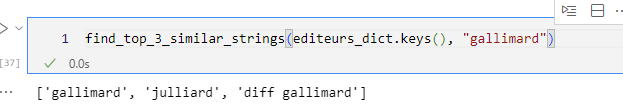 1 find_top_3_similar_strings(editeurs_dict.keys(), "gallimard")
[37] 0.0s
['gallimard', 'julliard', 'diff gallimard']